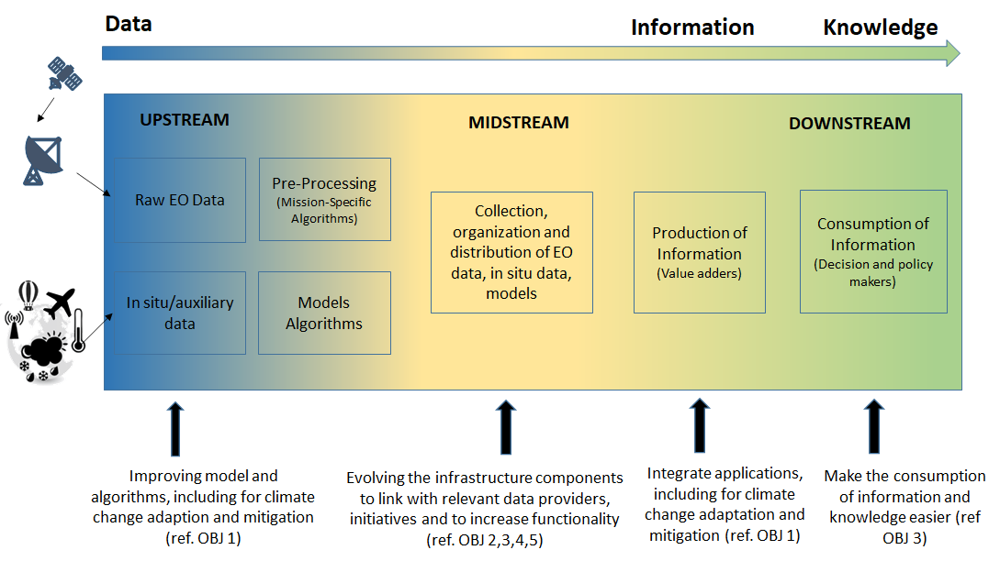 Data
Information
Knowledge
UPSTREAM
MIDSTREAM
DOWNSTREAM
Raw EO Data
Pre-Processing
(Mission-Specific
Algorithms)
In situ/auxiliary
data
Models
Algorithms
Collection,
organization and
distribution of EO
data, in situ data,
models
Production of
Information
(Value adders)
Consumption of
Information
(Decision and policy
makers)
Improving model and
algorithms, including for climate
change adaption and mitigation
(ref. OBJ 1)
Evolving the infrastructure components
to link with relevant data providers,
initiatives and to increase functionality
(ref. OBJ 2,3,4,5)
Integrate applications,
including for climate
change adaptation and
mitigation (ref. OBJ 1)
Make the consumption
of information and
knowledge easier (ref
OBJ 3)